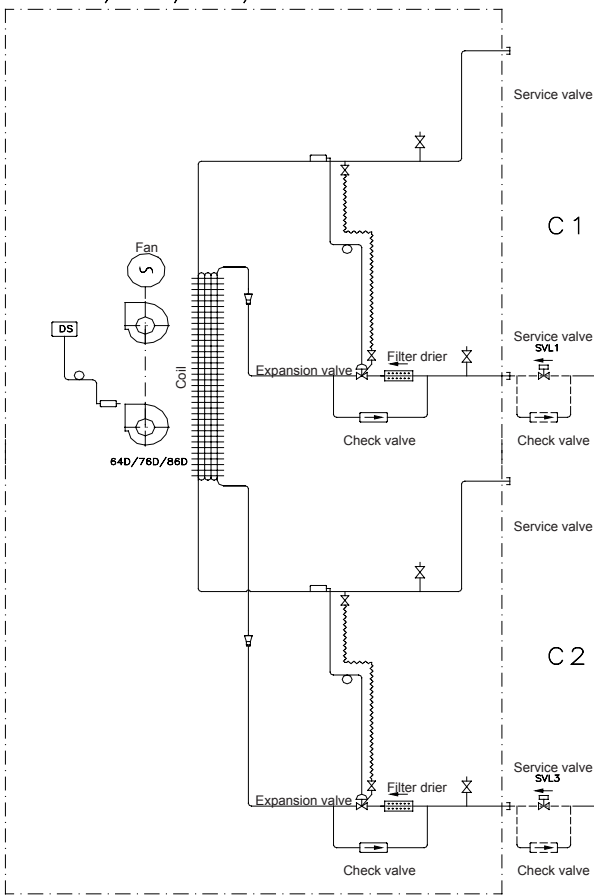 Service valve
C 1
Fan
S
DS
Service valve
SVL1
Coil
Expansion valve
Filter drier
Check valve
Check valve
64D/76D/86D
Service valve
C 2
Service valve
SVL3
Expansion valve
Filter drier
Check valve
Check valve